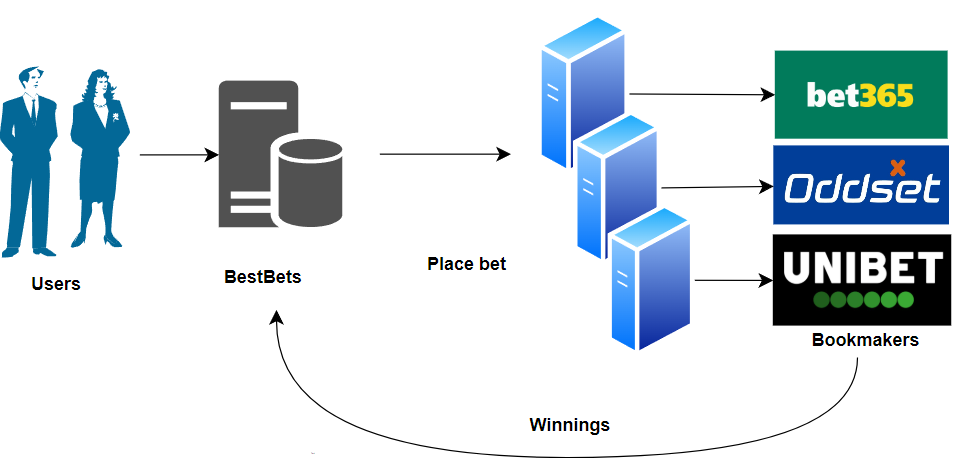 bet365
Oddset
UNIBET
Users
BestBets
Place bet
Bookmakers
Winnings